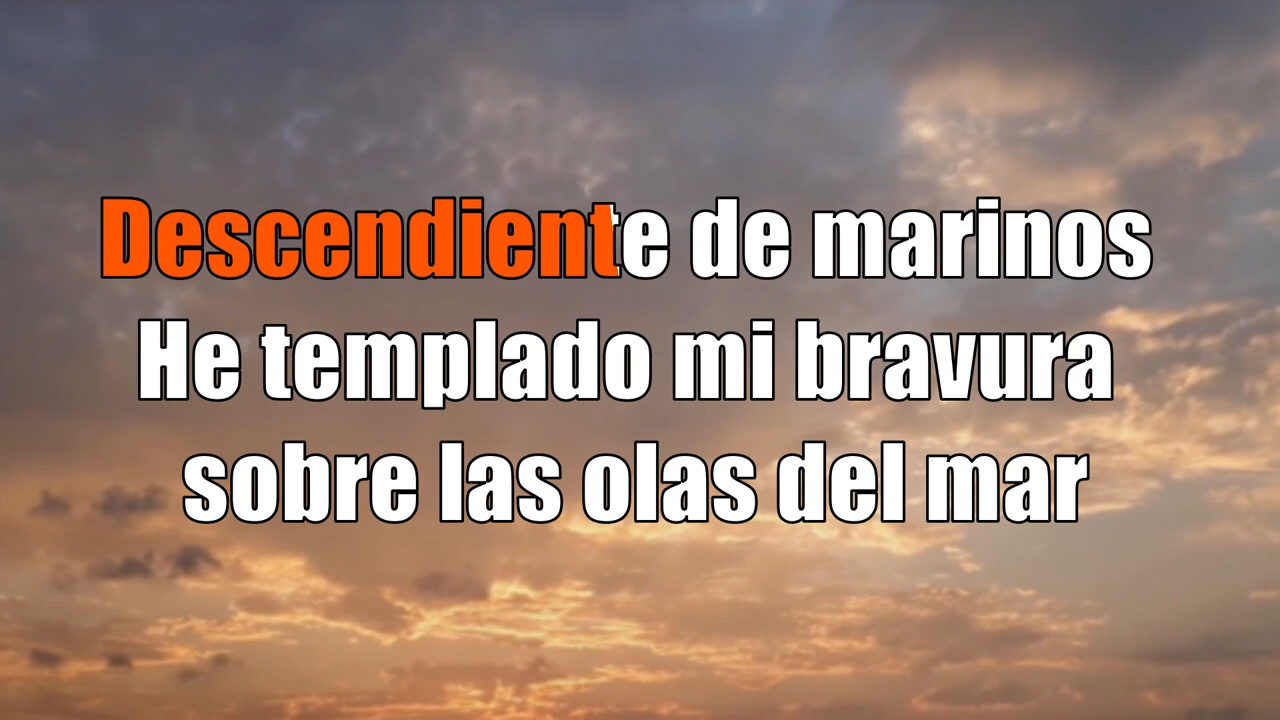 Descendiente de marinos
He templado mi bravura
sobre las olas del mar